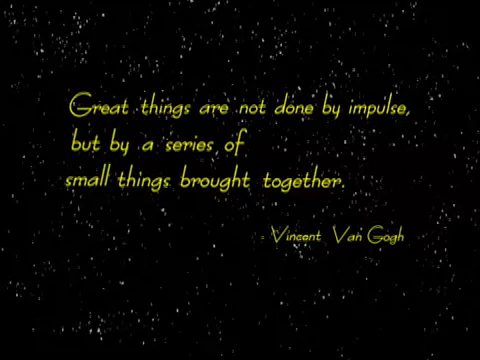 Great things are not done by impulse,
but by a series of
small things brought together.
- Vincent Van Gogh